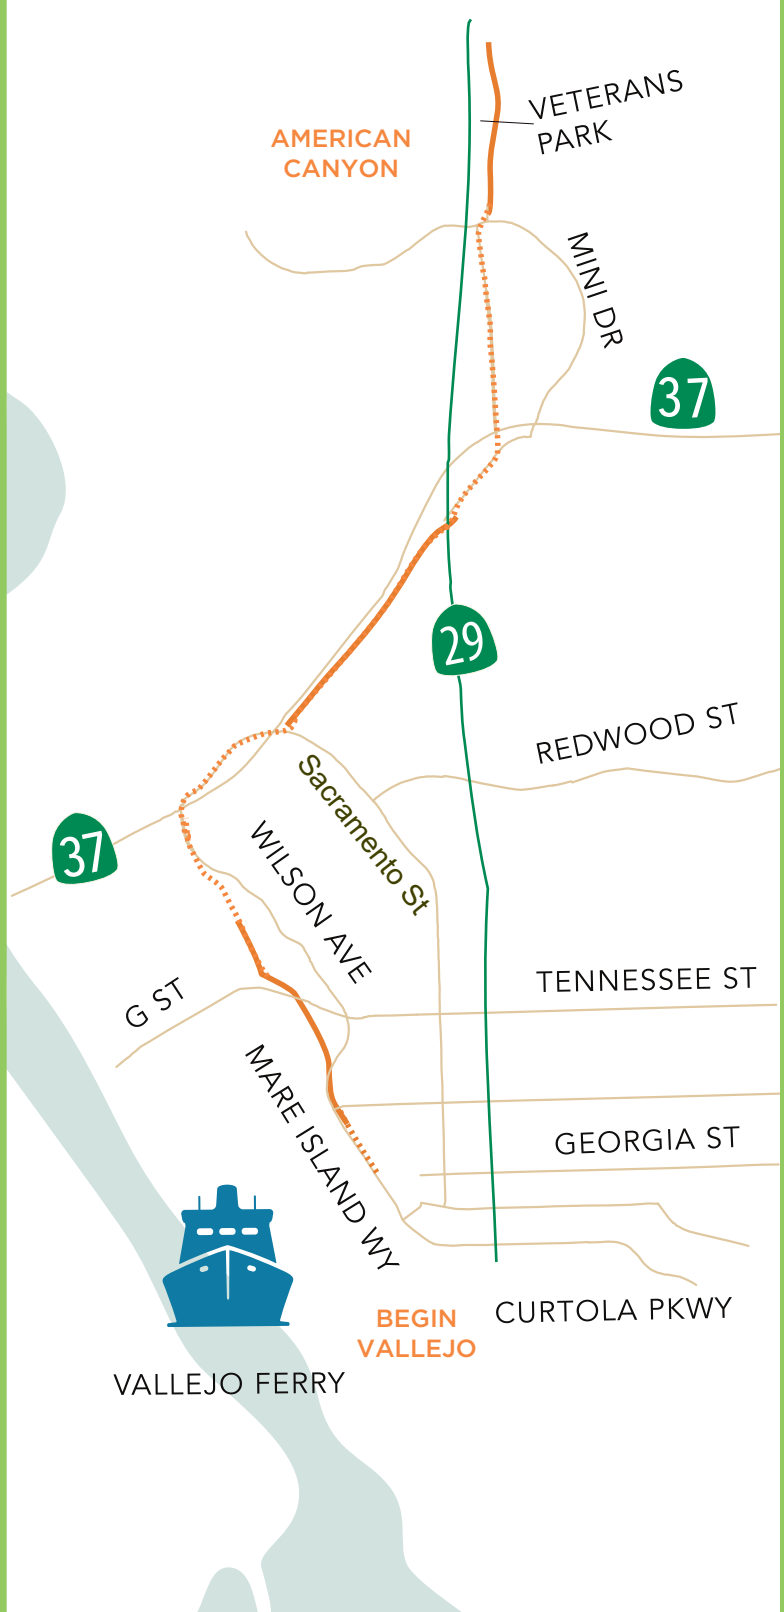 VETERANS
PARK
AMERICAN
CANYON
MINI DR
37
29
REDWOOD ST
Sacramento St
37
WILSON AVE
TENNESSEE ST
G ST
MARE ISLAND WY
GEORGIA ST
BEGIN
VALLEJO
CURTOLA PKWY
VALLEJO FERRY